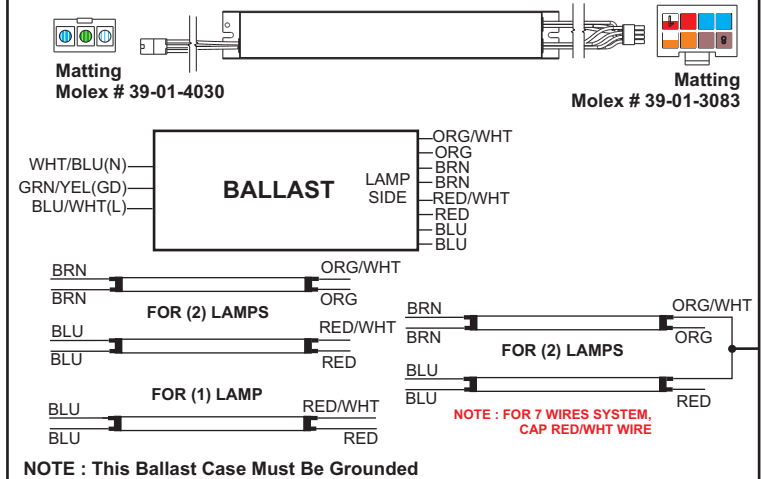 Matting
Molex # 39-01-4030
Matting
Molex # 39-01-3083
WHT/BLU(N)
GRN/YEL(GD)
BLU/WHT(L)
BALLAST
LAMP
SIDE
ORG/WHT
ORG
BRN
BRN
RED/WHT
RED
BLU
BLU
BRN
BRN
ORG/WHT
ORG
FOR (2) LAMPS
BLU
BLU
RED/WHT
RED
FOR (1) LAMP
BLU
BLU
RED/WHT
RED
BRN
BRN
ORG/WHT
ORG
FOR (2) LAMPS
BLU
BLU
RED
NOTE : FOR 7 WIRES SYSTEM,
CAP RED/WHT WIRE
NOTE : This Ballast Case Must Be Grounded